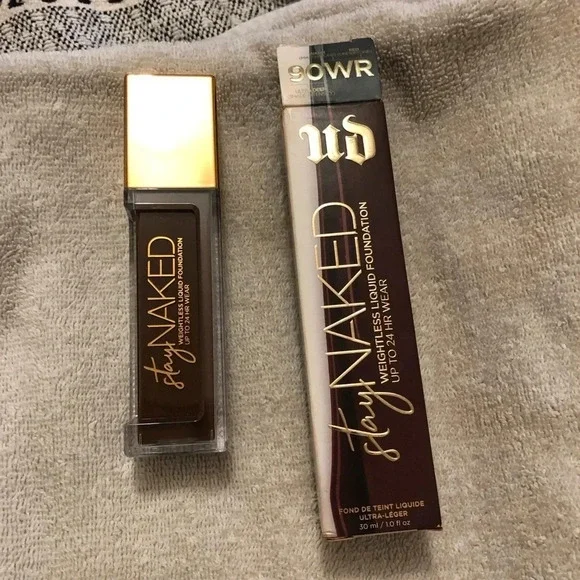 stay NAKED
WEIGHTLESS LIQUID FOUNDATION
UP TO 24 HR WEAR
90WR
UD
stay NAKED
WEIGHTLESS LIQUID FOUNDATION
UP TO 24 HR WEAR
FOND DE TEINT LIQUIDE
ULTRA-LÉGER
30 ml / 1.0 fl oz